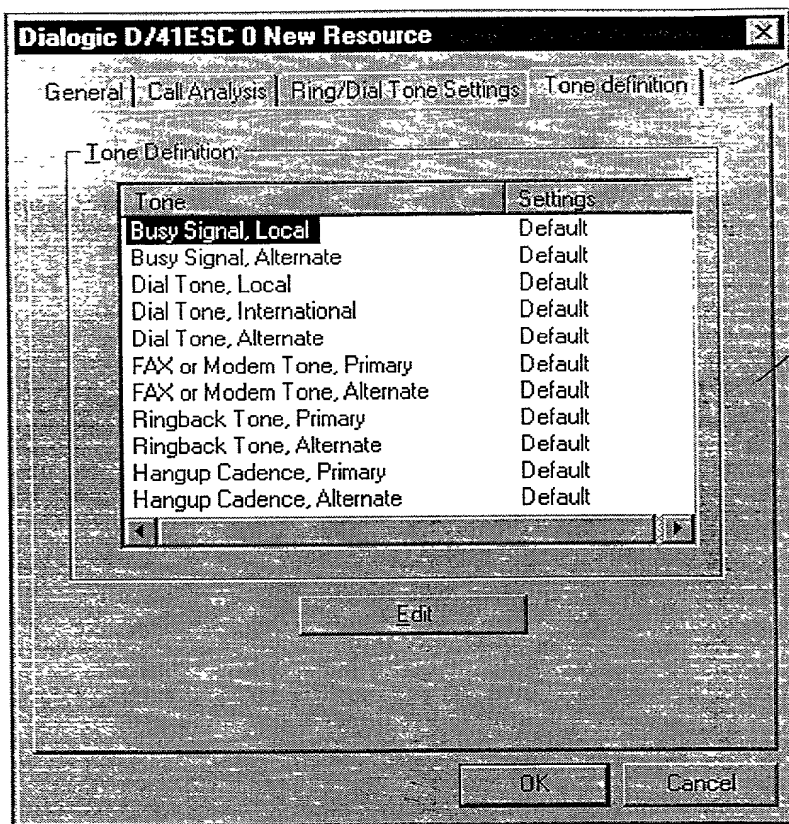 Dialogic D/41ESC 0 New Resource
General Call Analysis Ring/Dial Tone Settings Tone definition
Tone Definition:
Tone Settings
Busy Signal, Local Default
Busy Signal, Alternate Default
Dial Tone, Local Default
Dial Tone, International Default
Dial Tone, Alternate Default
FAX or Modem Tone, Primary Default
FAX or Modem Tone, Alternate Default
Ringback Tone, Primary Default
Ringback Tone, Alternate Default
Hangup Cadence, Primary Default
Hangup Cadence, Alternate Default
Edit
OK Cancel